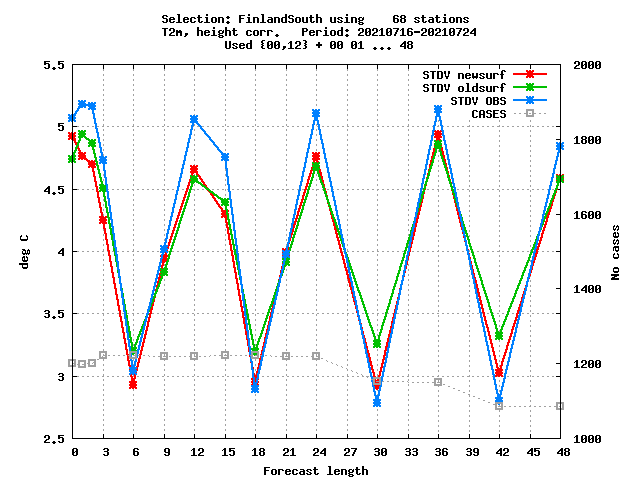 Selection: FinlandSouth using    68 stations
T2m, height corr.   Period: 20210716-20210724
Used {00,12} + 00 01 ... 48
STDV newsurf
STDV oldsurf
STDV OBS
CASES
5.5
5
4.5
4
3.5
3
2.5
deg C
2000
1800
1600
1400
1200
1000
No cases
0 3 6 9 12 15 18 21 24 27 30 33 36 39 42 45 48
Forecast length